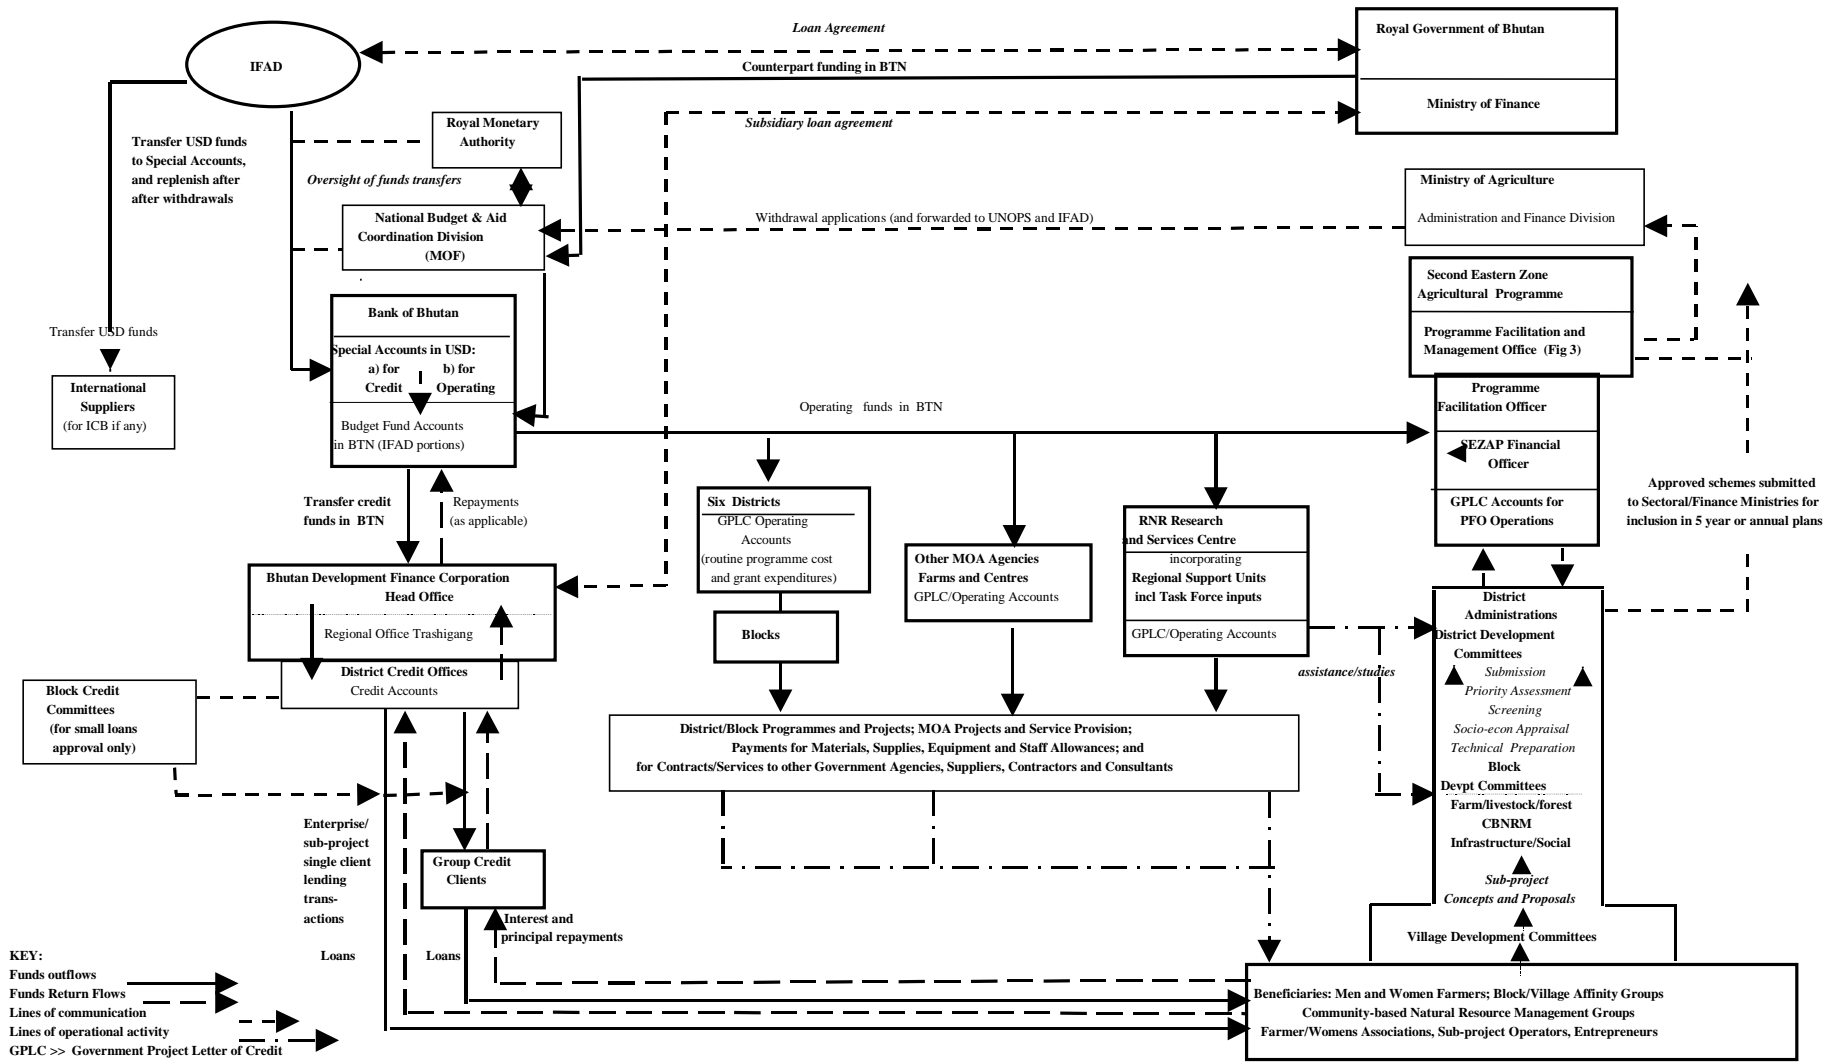 Loan Agreement
IFAD
Counterpart funding in BTN
Royal Government of Bhutan
Ministry of Finance
Subsidiary loan agreement
Royal Monetary
Authority
Transfer USD funds
to Special Accounts,
and replenish after
after withdrawals
Oversight of funds transfers
National Budget & Aid
Coordination Division
(MOF)
Withdrawal applications (and forwarded to UNOPS and IFAD)
Ministry of Agriculture
Administration and Finance Division
Second Eastern Zone
Agricultural Programme
Programme Facilitation and
Management Office (Fig 3)
Bank of Bhutan
Special Accounts in USD:
a) for b) for
Credit Operating
Budget Fund Accounts
in BTN (IFAD portions)
Transfer USD funds
International
Suppliers
(for ICB if any)
Operating funds in BTN
Programme
Facilitation Officer
SEZAP Financial
Officer
GPLC Accounts for
PFO Operations
Approved schemes submitted
to Sectoral/Finance Ministries for
inclusion in 5 year or annual plans
Transfer credit
funds in BTN
Repayments
(as applicable)
Six Districts
GPLC Operating
Accounts
(routine programme cost
and grant expenditures)
Blocks
Other MOA Agencies
Farms and Centres
GPLC/Operating Accounts
RNR Research
and Services Centre
incorporating
Regional Support Units
incl Task Force inputs
GPLC/Operating Accounts
assistance/studies
Bhutan Development Finance Corporation
Head Office
Regional Office Trashigang
District Credit Offices
Credit Accounts
Block Credit
Committees
(for small loans
approval only)
District
Administrations
District Development
Committees
Submission
Priority Assessment
Screening
Socio-econ Appraisal
Technical Preparation
Block
Devpt Committees
Farm/livestock/forest
CBNRM
Infrastructure/Social
Sub-project
Concepts and Proposals
Village Development Committees
District/Block Programmes and Projects; MOA Projects and Service Provision;
Payments for Materials, Supplies, Equipment and Staff Allowances; and
for Contracts/Services to other Government Agencies, Suppliers, Contractors and Consultants
Enterprise/
sub-project
single client
lending
trans-
actions
Group Credit
Clients
Interest and
principal repayments
Loans
Loans
Beneficiaries: Men and Women Farmers; Block/Village Affinity Groups
Community-based Natural Resource Management Groups
Farmer/Womens Associations, Sub-project Operators, Entrepreneurs
KEY:
Funds outflows
Funds Return Flows
Lines of communication
Lines of operational activity
GPLC >> Government Project Letter of Credit